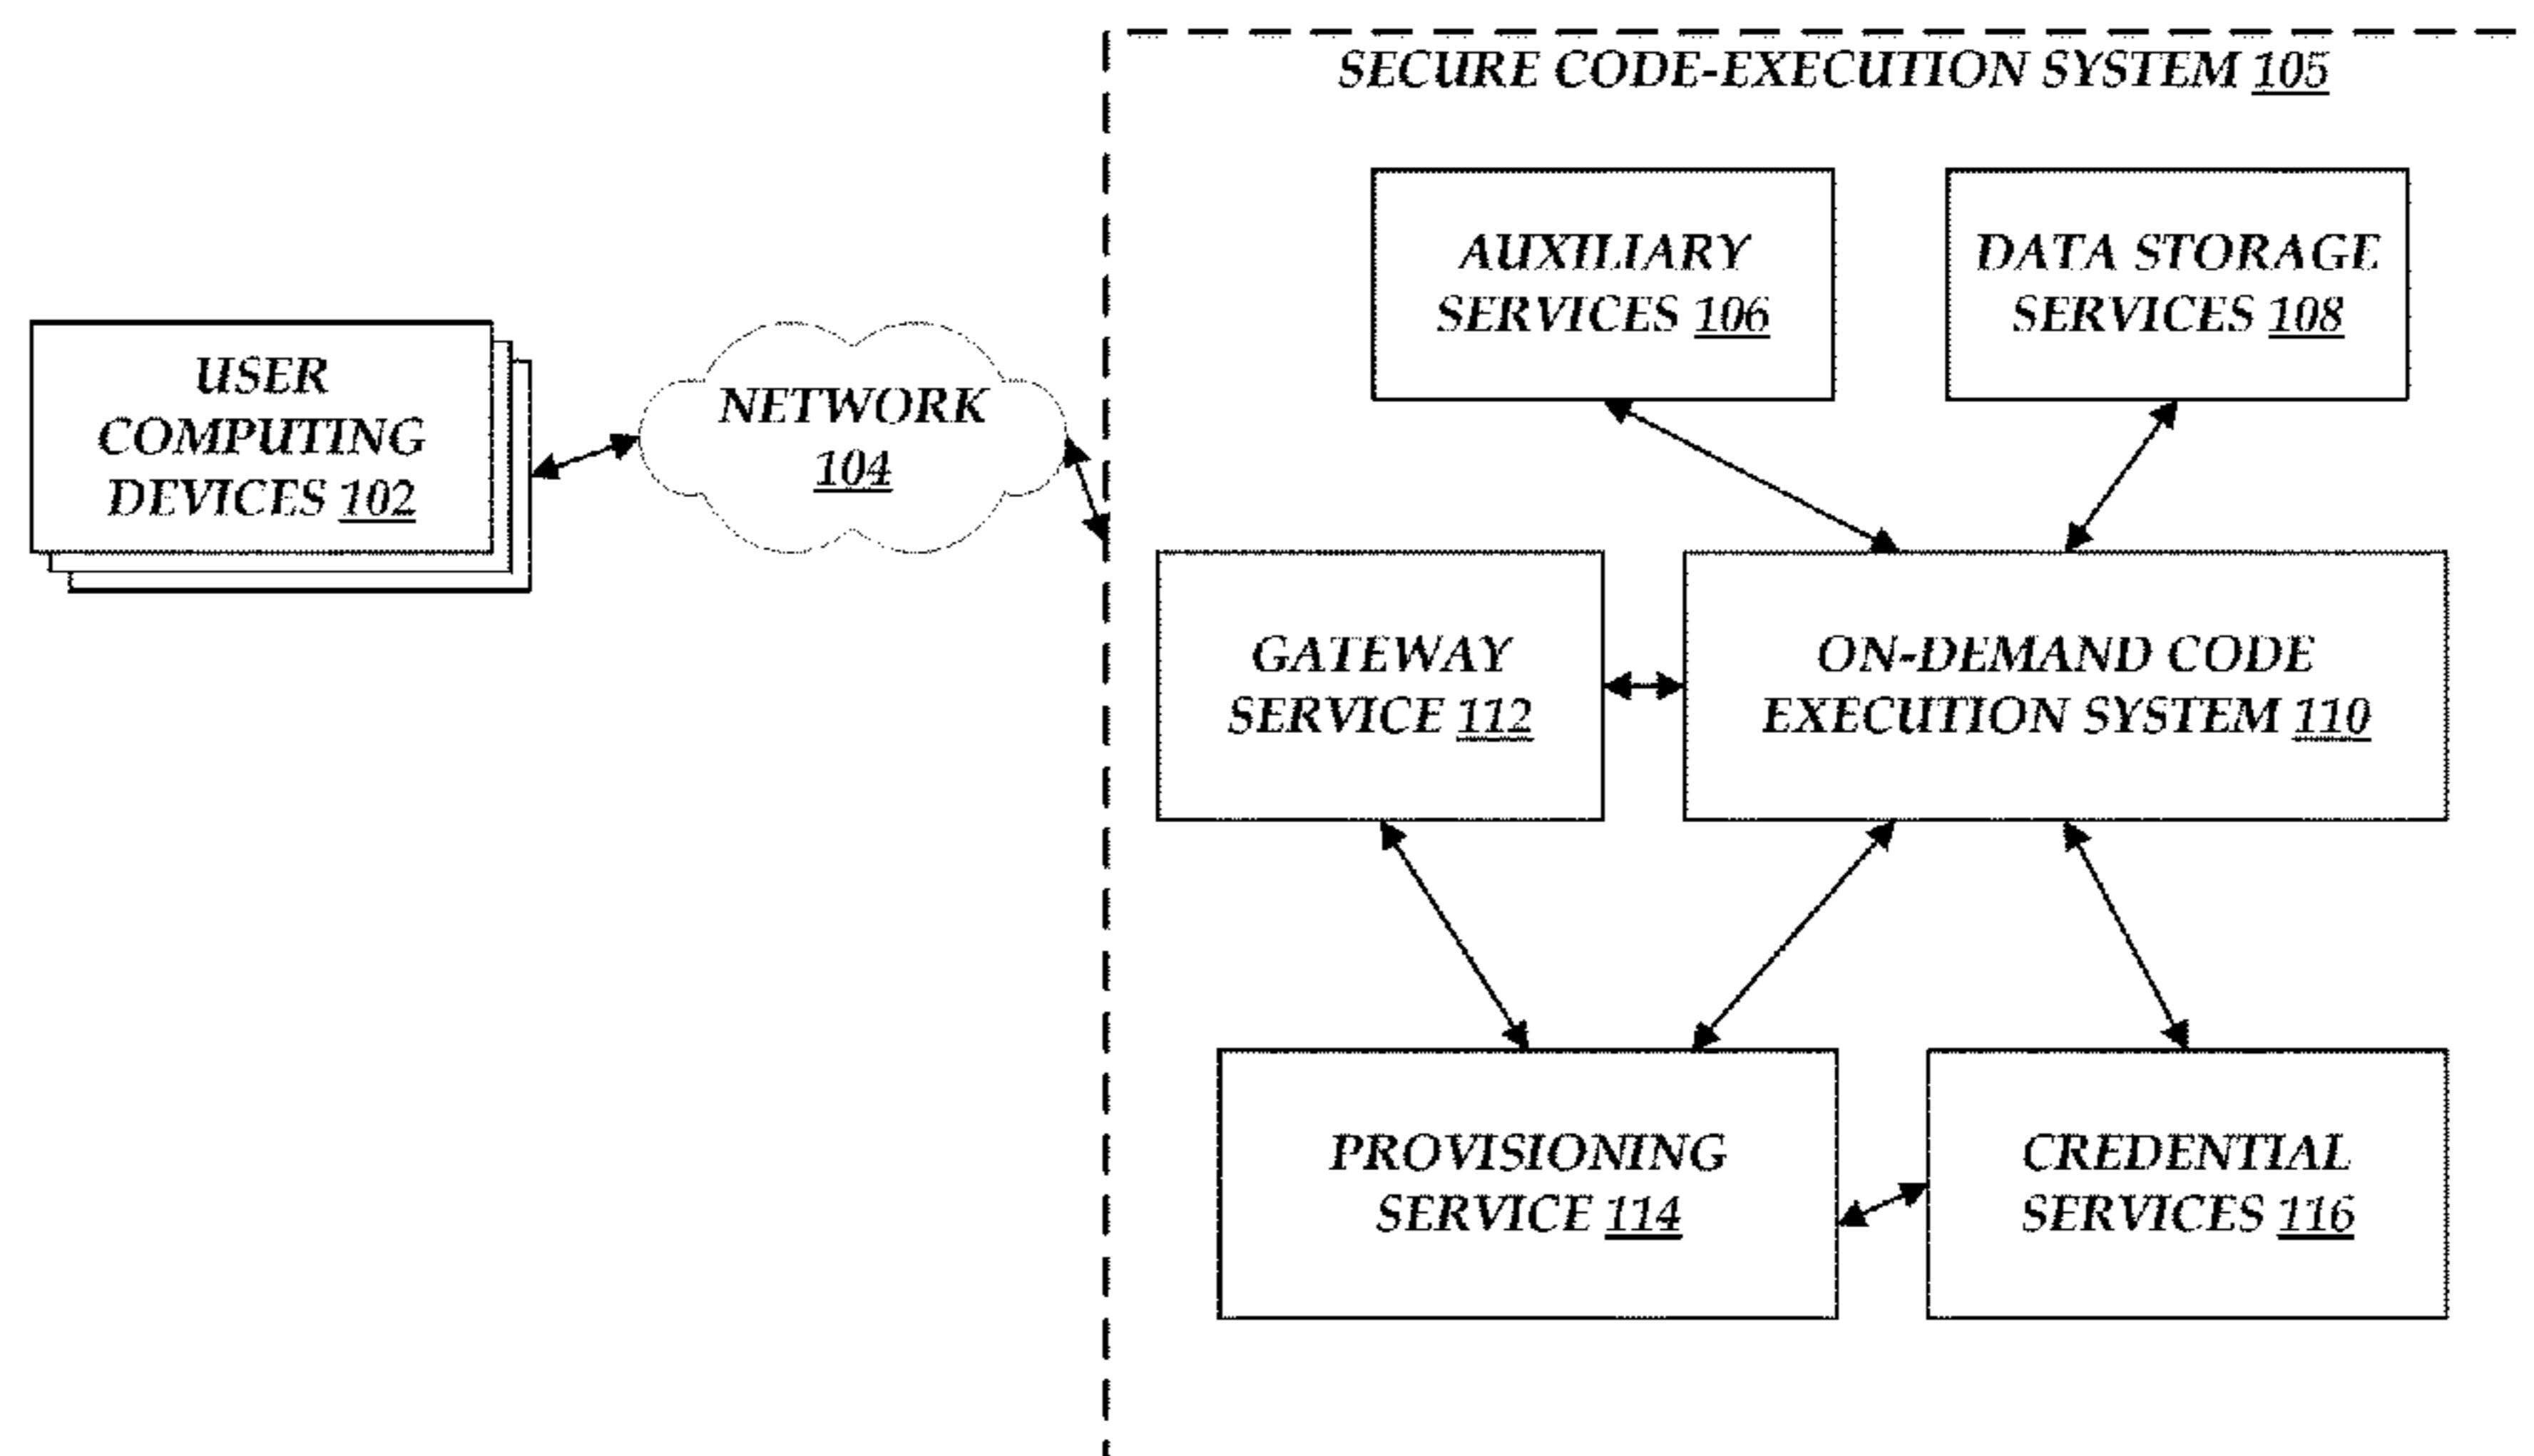 SECURE CODE-EXECUTION SYSTEM 105
AUXILIARY
SERVICES 106
DATA STORAGE
SERVICES 108
USER
COMPUTING
DEVICES 102
NETWORK
104
GATEWAY
SERVICE 112
ON-DEMAND CODE
EXECUTION SYSTEM 110
PROVISIONING
SERVICE 114
CREDENTIAL
SERVICES 116